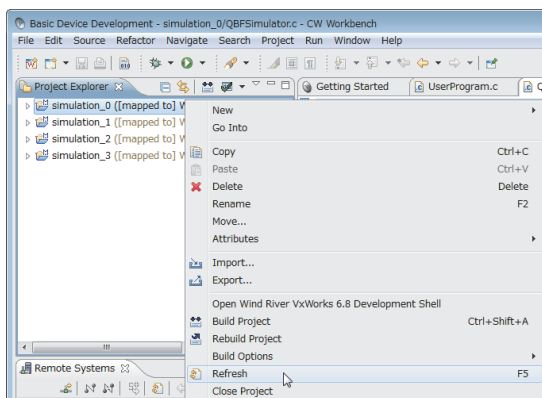 Basic Device Development - simulation_0/QBFSimulator.c - CW Workbench
File Edit Source Refactor Navigate Search Project Run Window Help
Project Explorer
Getting Started
UserProgram.c
simulation_0 ([mapped to] W
simulation_1 ([mapped to] W
simulation_2 ([mapped to] W
simulation_3 ([mapped to] W
New
Go Into
Copy Ctrl+C
Paste Ctrl+V
Delete Delete
Rename F2
Move...
Attributes
Import...
Export...
Open Wind River VxWorks 6.8 Development Shell
Build Project Ctrl+Shift+A
Rebuild Project
Build Options
Refresh F5
Close Project
Remote Systems